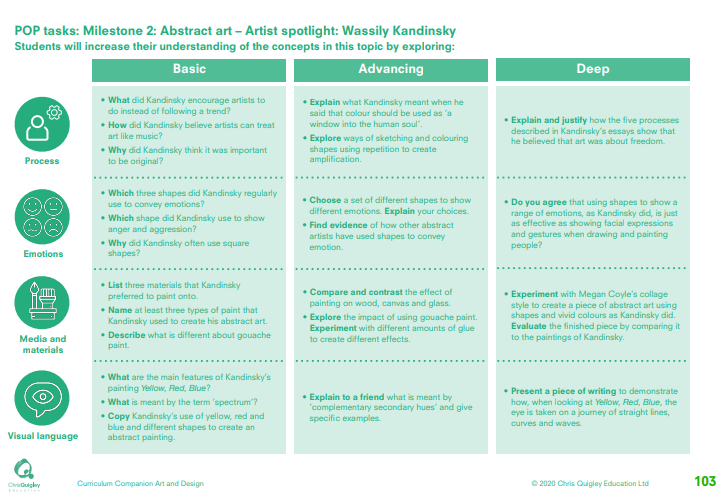 POP tasks: Milestone 2: Abstract art – Artist spotlight: Wassily Kandinsky
Students will increase their understanding of the concepts in this topic by exploring:
Basic
Advancing
Deep
Process
• What did Kandinsky encourage artists to
do instead of following a trend?
• How did Kandinsky believe artists can treat
art like music?
• Why did Kandinsky think it was important
to be original?
• Explain what Kandinsky meant when he
said that colour should be used as ‘a
window into the human soul’.
• Explore ways of sketching and colouring
shapes using repetition to create
amplification.
• Explain and justify how the five processes
described in Kandinsky’s essays show that
he believed that art was about freedom.
Emotions
• Which three shapes did Kandinsky regularly
use to convey emotions?
• Which shape did Kandinsky use to show
anger and aggression?
• Why did Kandinsky often use square
shapes?
• Choose a set of different shapes to show
different emotions. Explain your choices.
• Find evidence of how other abstract
artists have used shapes to convey
emotion.
• Do you agree that using shapes to show a
range of emotions, as Kandinsky did, is just
as effective as showing facial expressions
and gestures when drawing and painting
people?
Media and
materials
• List three materials that Kandinsky
preferred to paint onto.
• Name at least three types of paint that
Kandinsky used to create his abstract art.
• Describe what is different about gouache
paint.
• Compare and contrast the effect of
painting on wood, canvas and glass.
• Explore the impact of using gouache paint.
Experiment with different amounts of glue
to create different effects.
• Experiment with Megan Coyle’s collage
style to create a piece of abstract art using
shapes and vivid colours as Kandinsky did.
Evaluate the finished piece by comparing it
to the paintings of Kandinsky.
Visual language
• What are the main features of Kandinsky’s
painting Yellow, Red, Blue?
• What is meant by the term ‘spectrum’?
• Copy Kandinsky’s use of yellow, red and
blue and different shapes to create an
abstract painting.
• Explain to a friend what is meant by
‘complementary secondary hues’ and give
specific examples.
• Present a piece of writing to demonstrate
how, when looking at Yellow, Red, Blue, the
eye is taken on a journey of straight lines,
curves and waves.
ChrisQuigley
EDUCATION
Curriculum Companion Art and Design
© 2020 Chris Quigley Education Ltd
103